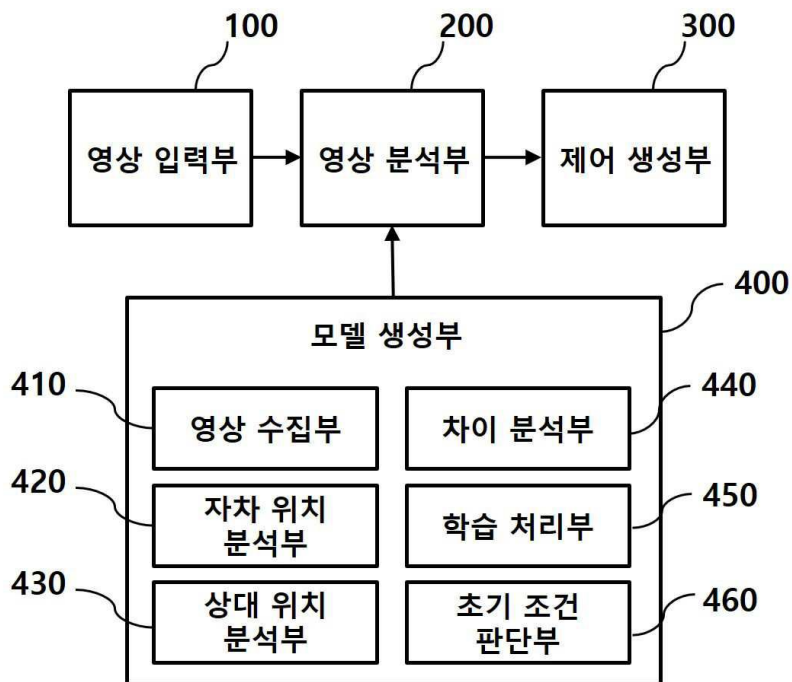 100
200
300
영상 입력부
영상 분석부
제어 생성부
400
모델 생성부
410
영상 수집부
차이 분석부
440
420
자차 위치
분석부
학습 처리부
450
430
상대 위치
분석부
초기 조건
판단부
460